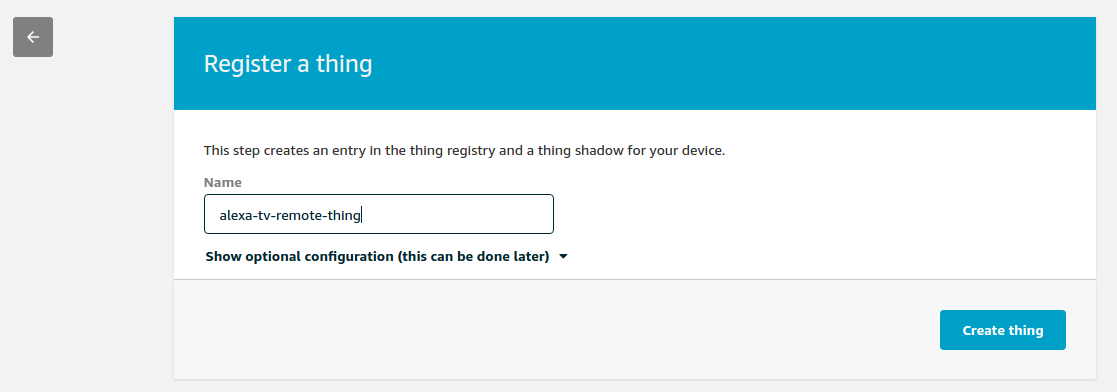 Register a thing
This step creates an entry in the thing registry and a thing shadow for your device.
Name
alexa-tv-remote-thing
Show optional configuration (this can be done later)
Create thing